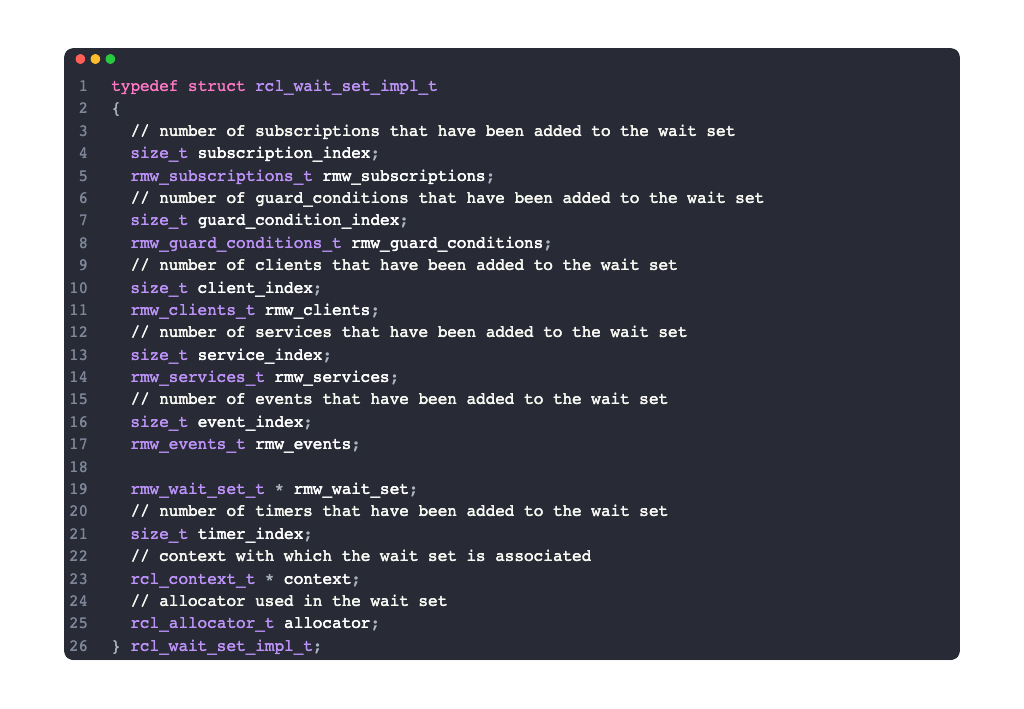 1 typedef struct rcl_wait_set_impl_t
2 {
3 // number of subscriptions that have been added to the wait set
4 size_t subscription_index;
5 rmw_subscriptions_t rmw_subscriptions;
6 // number of guard_conditions that have been added to the wait set
7 size_t guard_condition_index;
8 rmw_guard_conditions_t rmw_guard_conditions;
9 // number of clients that have been added to the wait set
10 size_t client_index;
11 rmw_clients_t rmw_clients;
12 // number of services that have been added to the wait set
13 size_t service_index;
14 rmw_services_t rmw_services;
15 // number of events that have been added to the wait set
16 size_t event_index;
17 rmw_events_t rmw_events;
18
19 rmw_wait_set_t * rmw_wait_set;
20 // number of timers that have been added to the wait set
21 size_t timer_index;
22 // context with which the wait set is associated
23 rcl_context_t * context;
24 // allocator used in the wait set
25 rcl_allocator_t allocator;
26 } rcl_wait_set_impl_t;